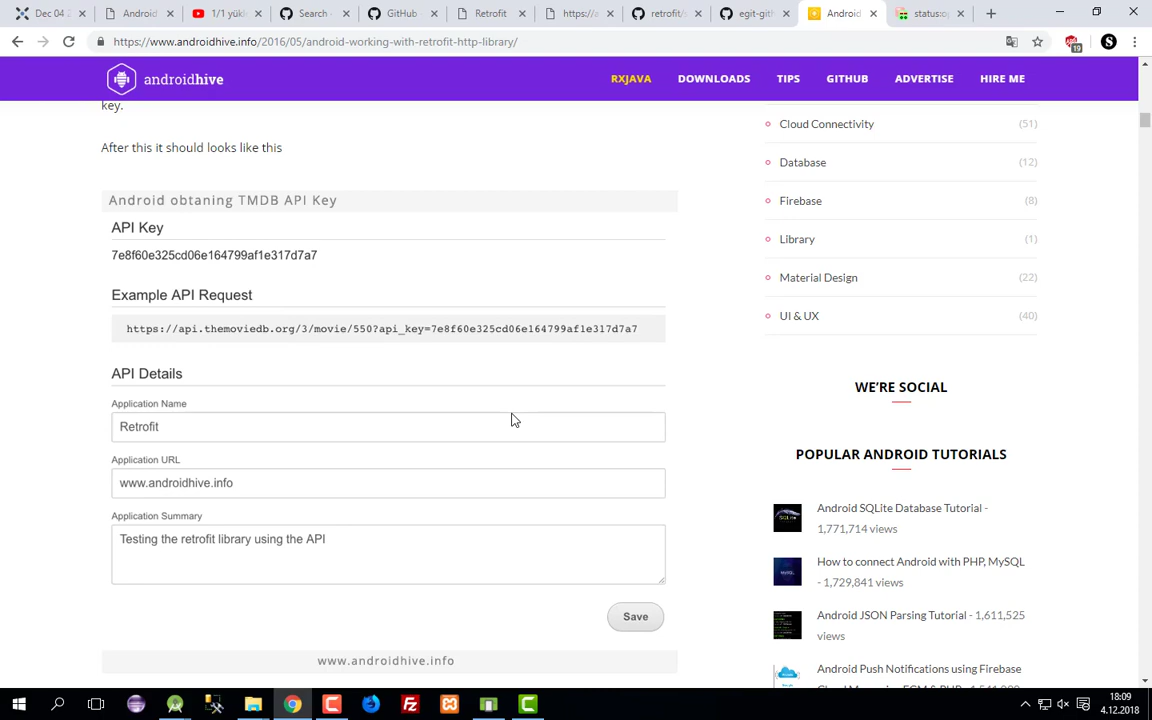 Dec 04
Android
1/1 yükle
Search
GitHub
Retrofit
https://a
retrofit/
egit-gith
Android
status:op
https://www.androidhive.info/2016/05/android-working-with-retrofit-http-library/
19
S
androidhive
RXJAVA DOWNLOADS TIPS GITHUB ADVERTISE HIRE ME
key.
After this it should looks like this
Android obtaning TMDB API Key
API Key
7e8f60e325cd06e164799af1e317d7a7
Example API Request
https://api.themoviedb.org/3/movie/550?api_key=7e8f60e325cd06e164799af1e317d7a7
API Details
Application Name
Retrofit
Application URL
www.androidhive.info
Application Summary
Testing the retrofit library using the API
Save
www.androidhive.info
Cloud Connectivity (51)
Database (12)
Firebase (8)
Library (1)
Material Design (22)
UI & UX (40)
WE'RE SOCIAL
POPULAR ANDROID TUTORIALS
Android SQLite Database Tutorial -
1,771,714 views
How to connect Android with PHP, MySQL
- 1,729,841 views
Android JSON Parsing Tutorial - 1,611,525
views
Android Push Notifications using Firebase
18:09
4.12.2018